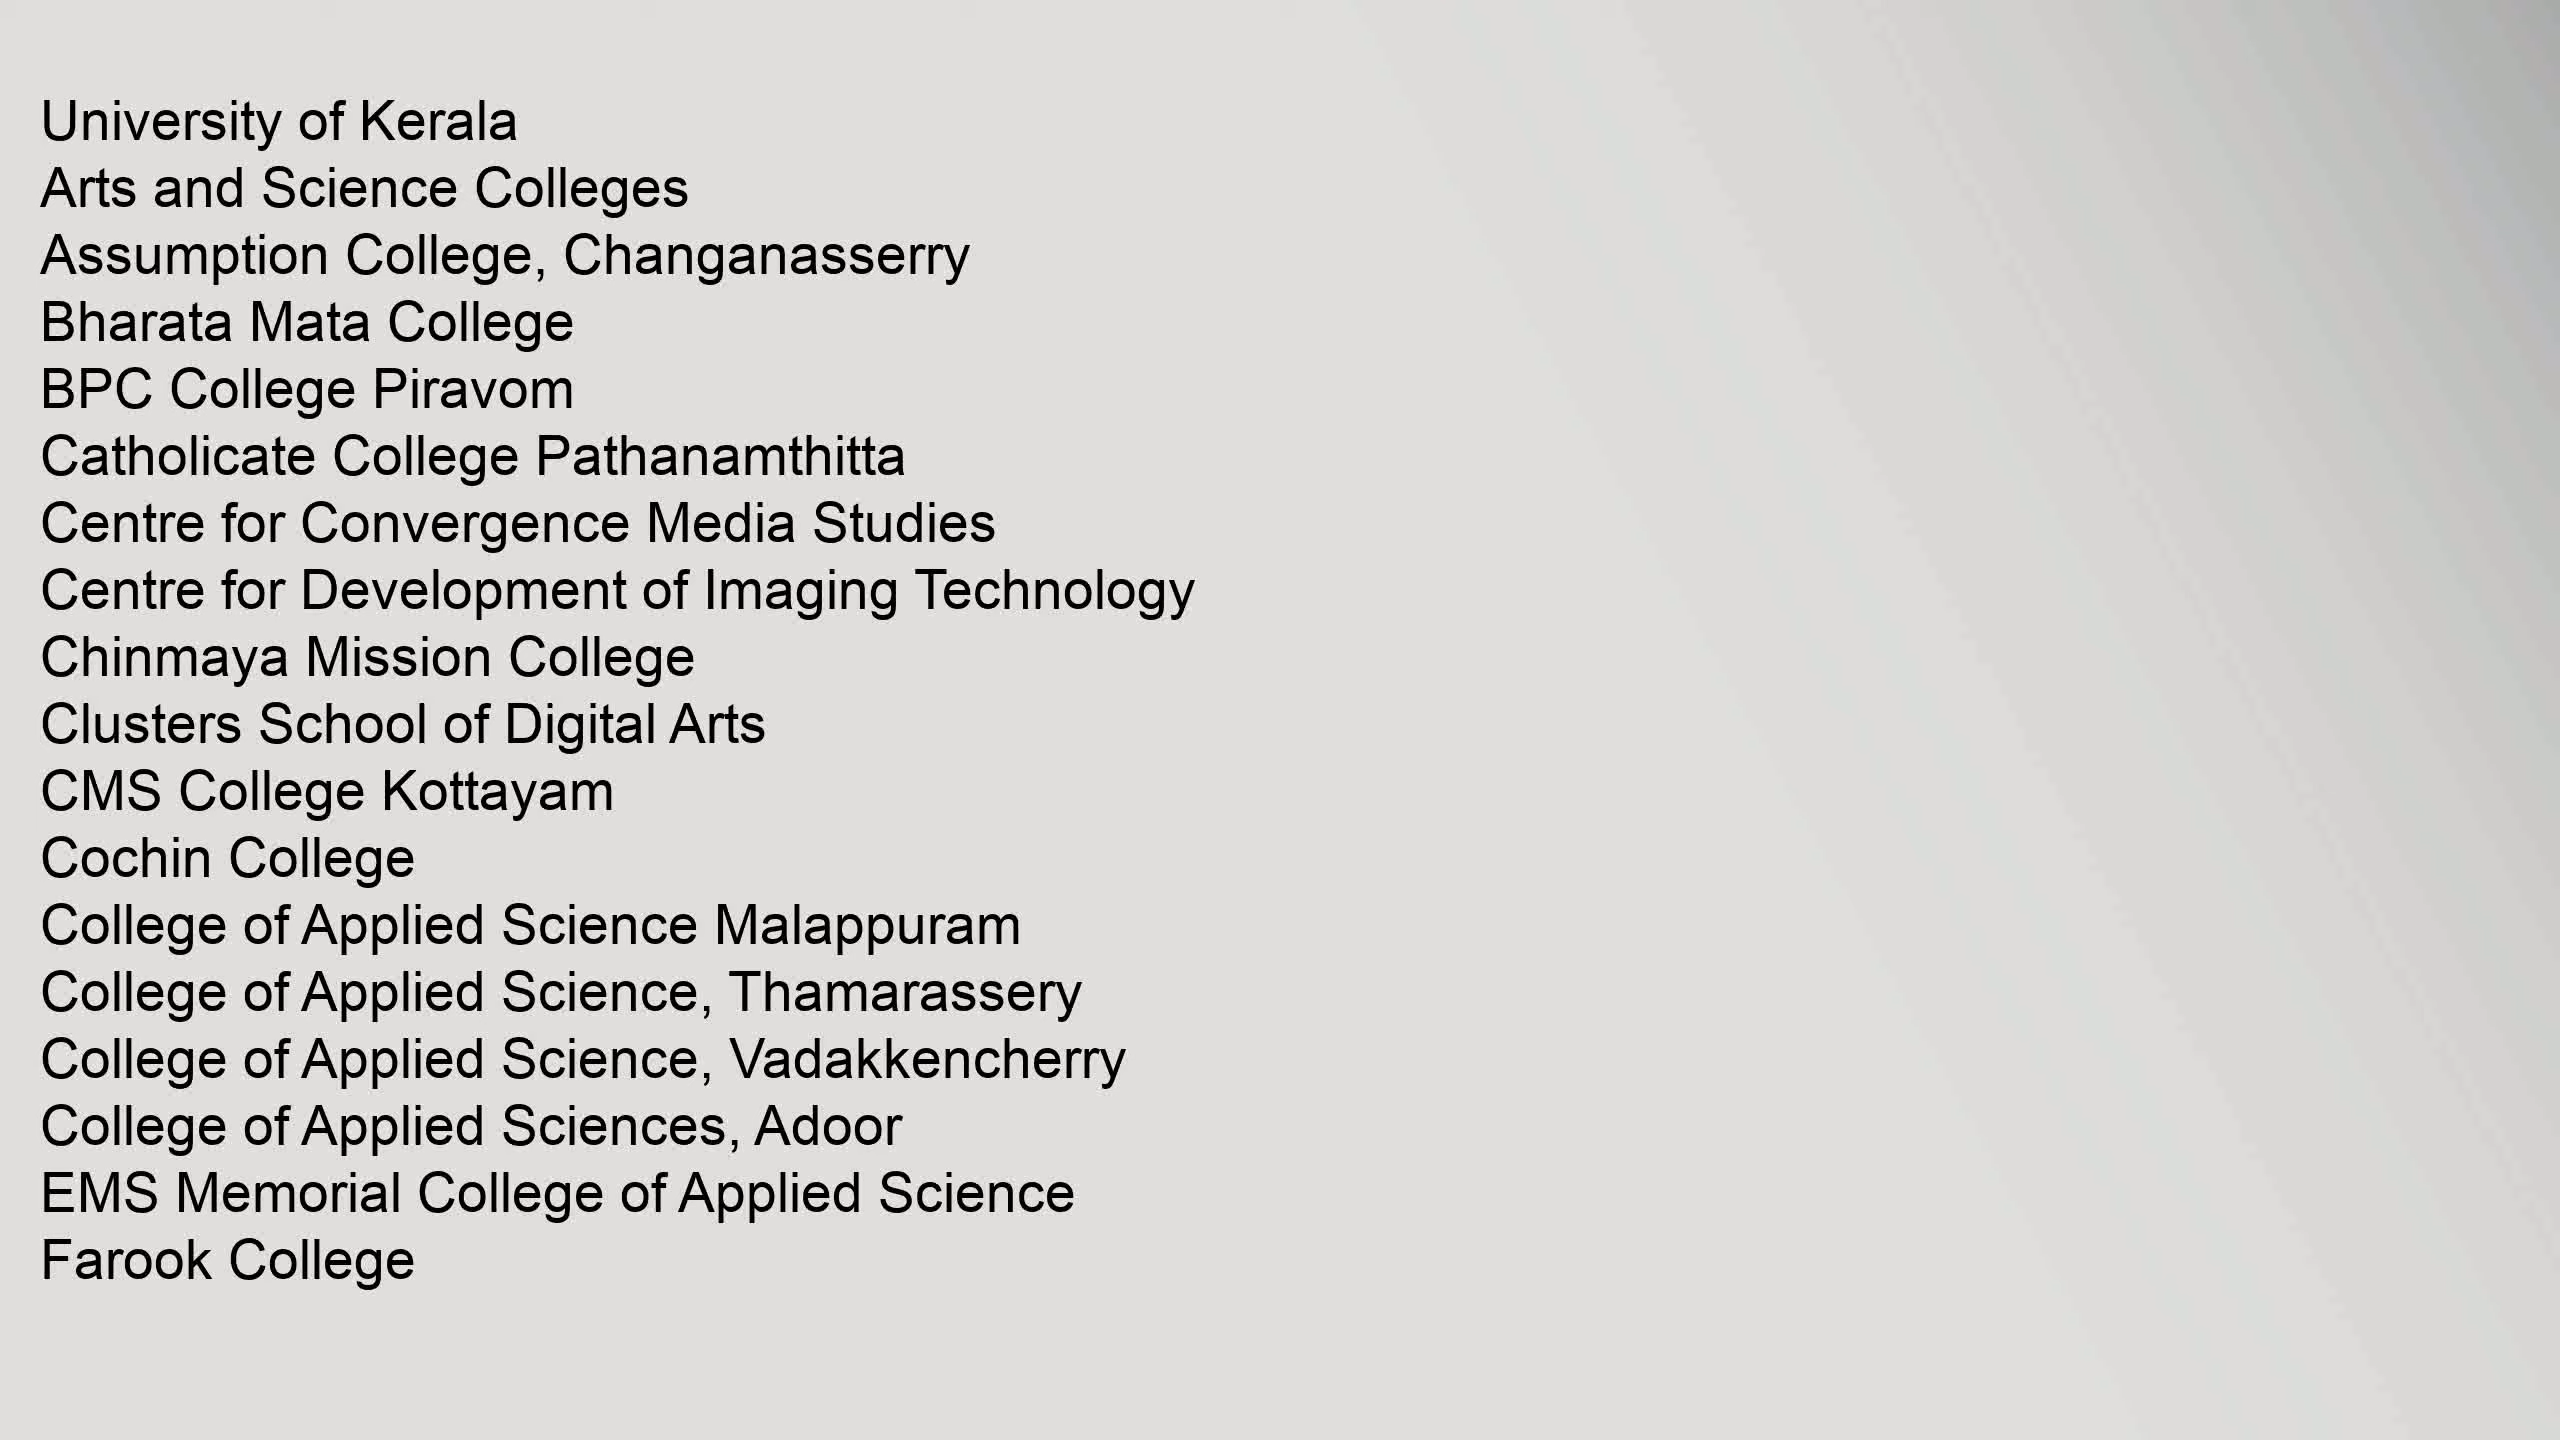 University of Kerala
Arts and Science Colleges
Assumption College, Changanasserry
Bharata Mata College
BPC College Piravom
Catholicate College Pathanamthitta
Centre for Convergence Media Studies
Centre for Development of Imaging Technology
Chinmaya Mission College
Clusters School of Digital Arts
CMS College Kottayam
Cochin College
College of Applied Science Malappuram
College of Applied Science, Thamarassery
College of Applied Science, Vadakkencherry
College of Applied Sciences, Adoor
EMS Memorial College of Applied Science
Farook College